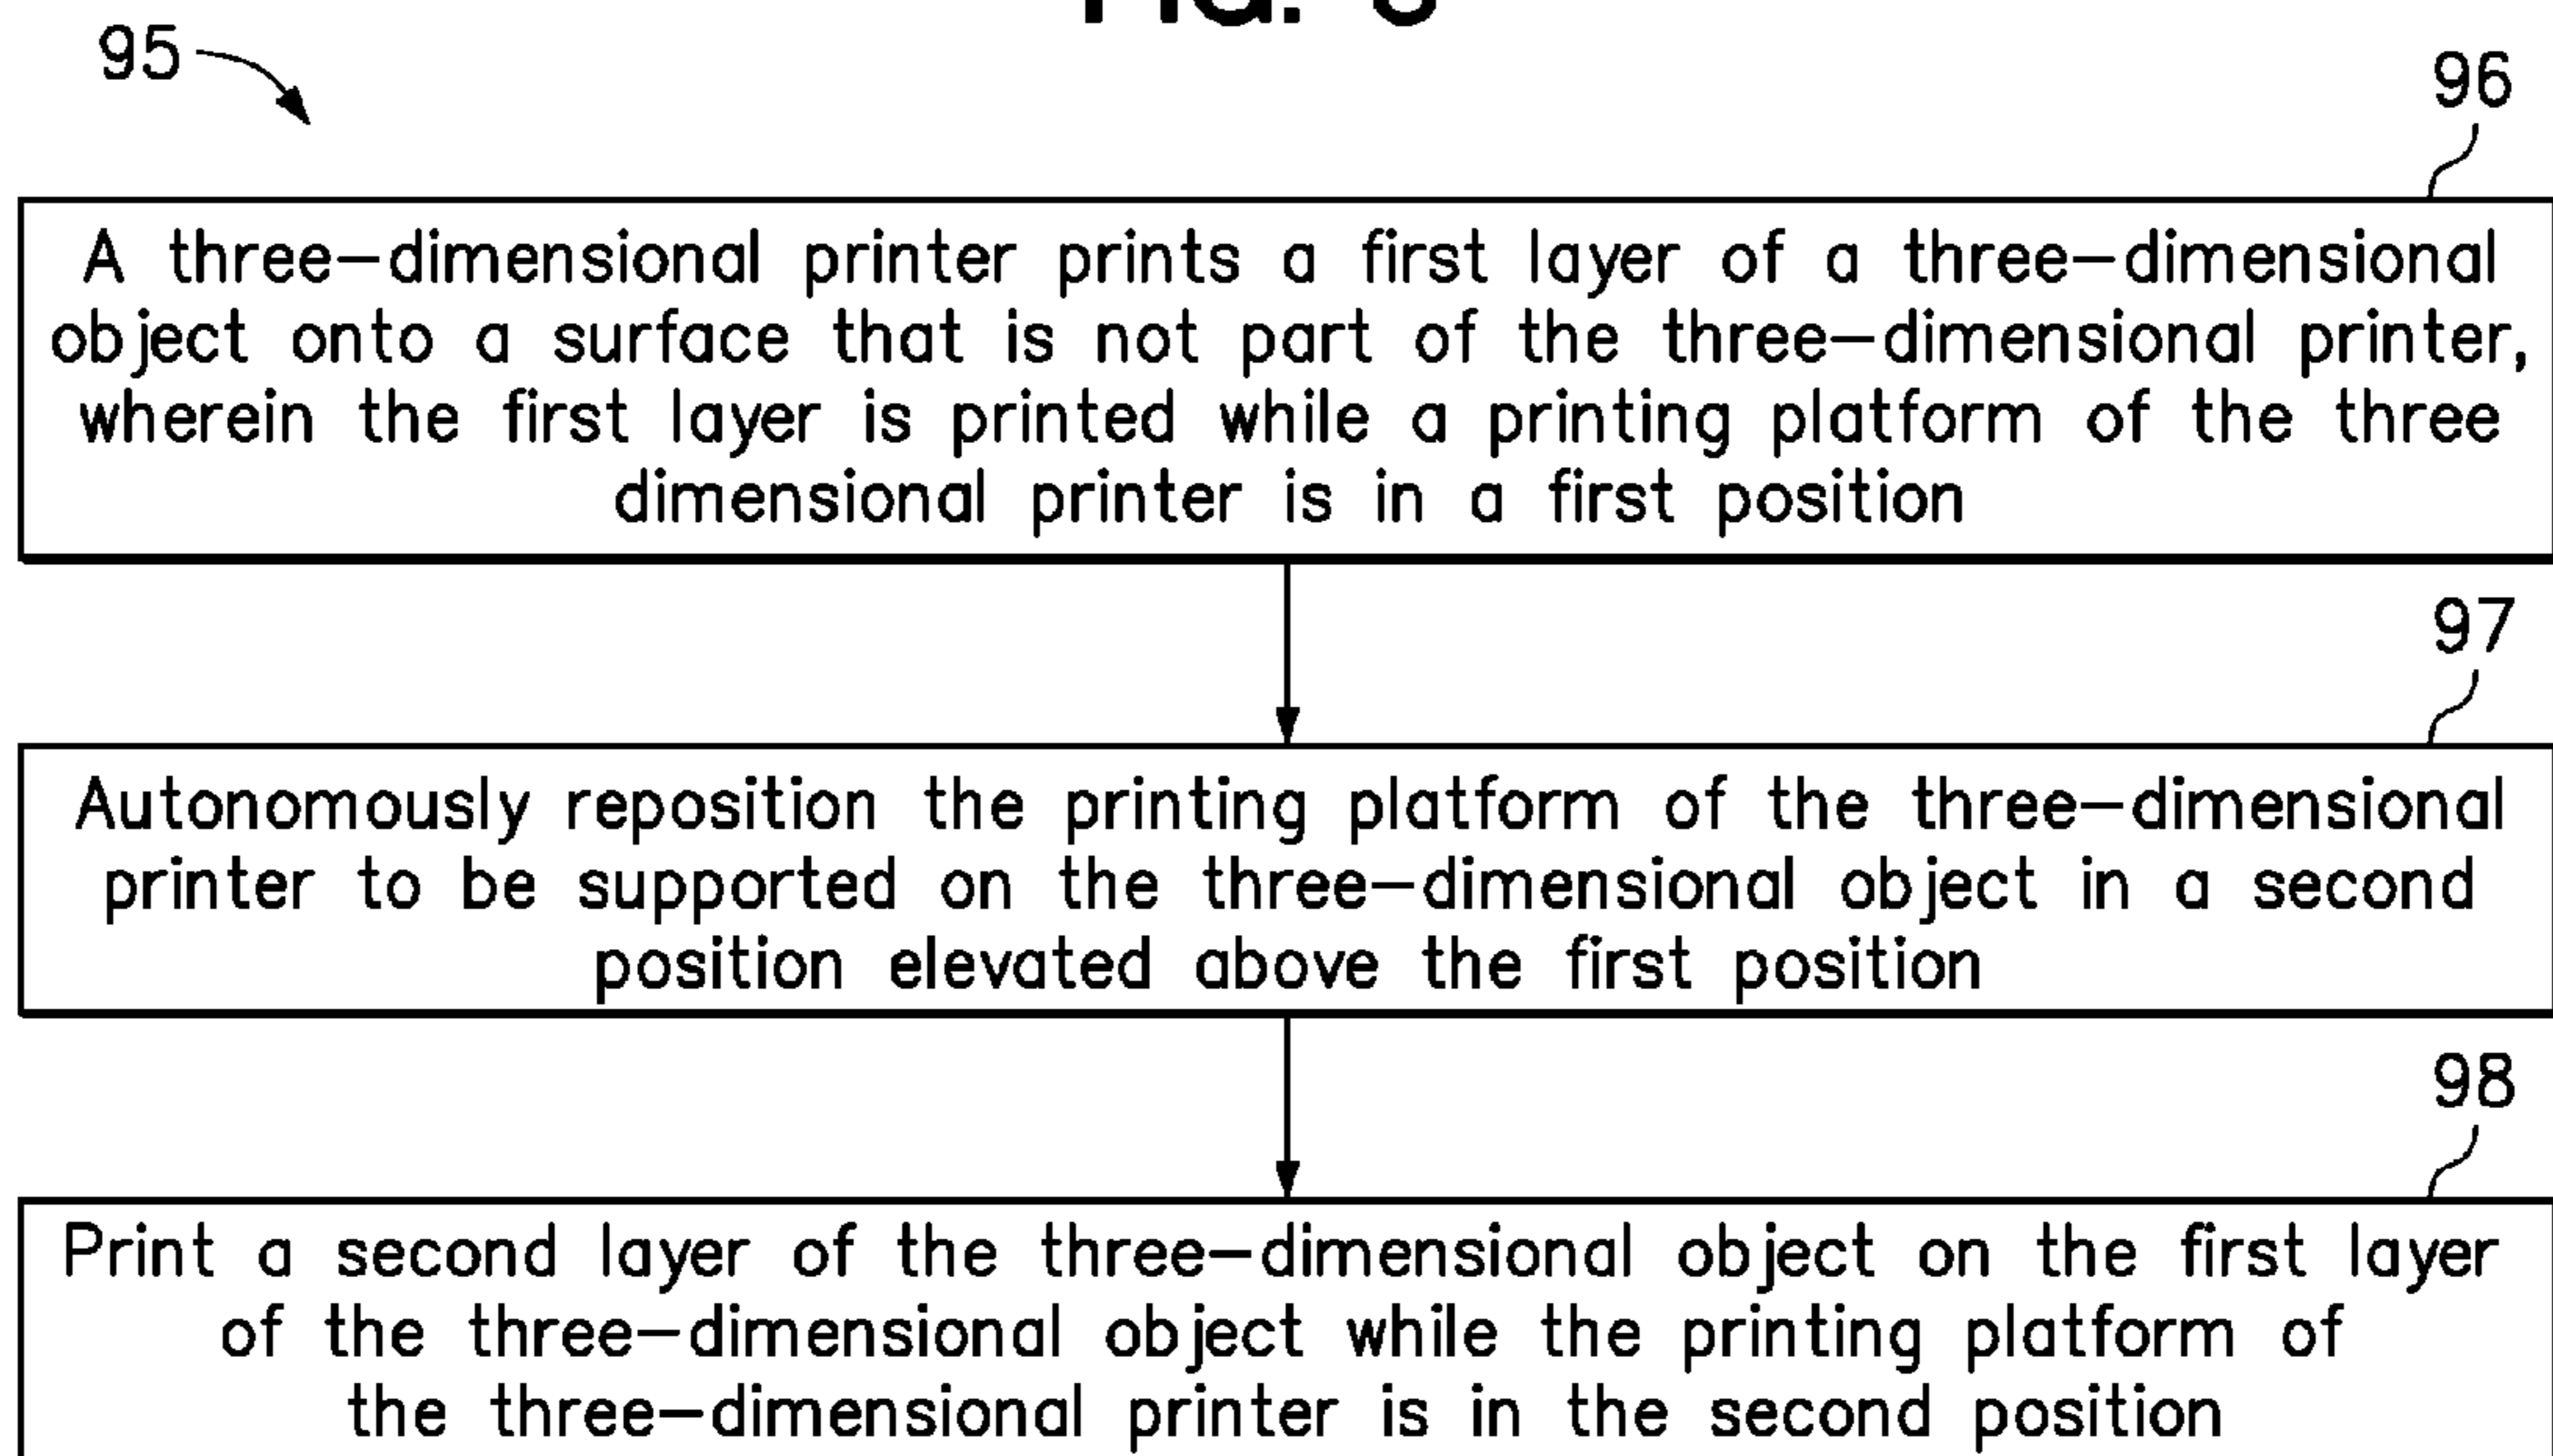 FIG.
95
96
A three-dimensional printer prints a first layer of a three-dimensional
object onto a surface that is not part of the three-dimensional printer,
wherein the first layer is printed while a printing platform of the three
dimensional printer is in a first position
97
Autonomously reposition the printing platform of the three-dimensional
printer to be supported on the three-dimensional object in a second
position elevated above the first position
98
Print a second layer of the three-dimensional object on the first layer
of the three-dimensional object while the printing platform of
the three-dimensional printer is in the second position